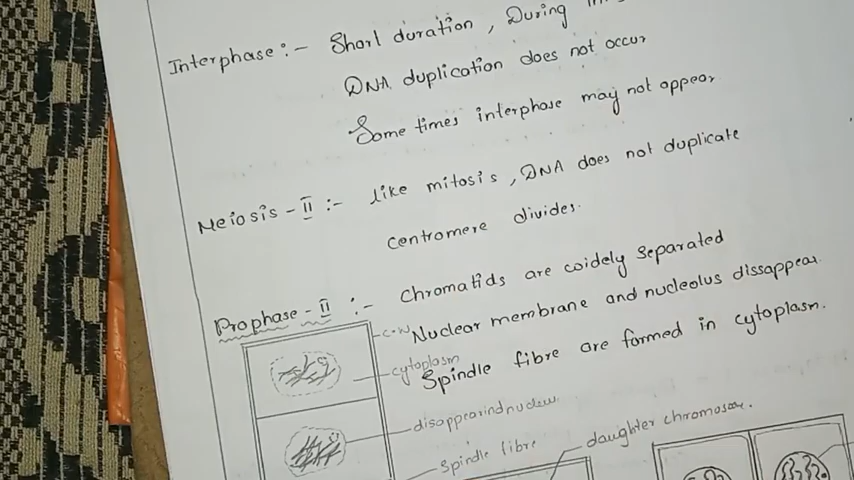 Interphase :- Short duration, During
DNA duplication does not occur
Some times interphase may not appear
Meiosis - II :- like mitosis, DNA does not duplicate
centromere divides.
Prophase - II :- Chromatids are widely separated
Nuclear membrane and nucleolus dissappear
Spindle fibre are formed in cytoplasm.
C.W
cytoplasm
disappearind nucleus
Spindle fibre
daughter chromosome.